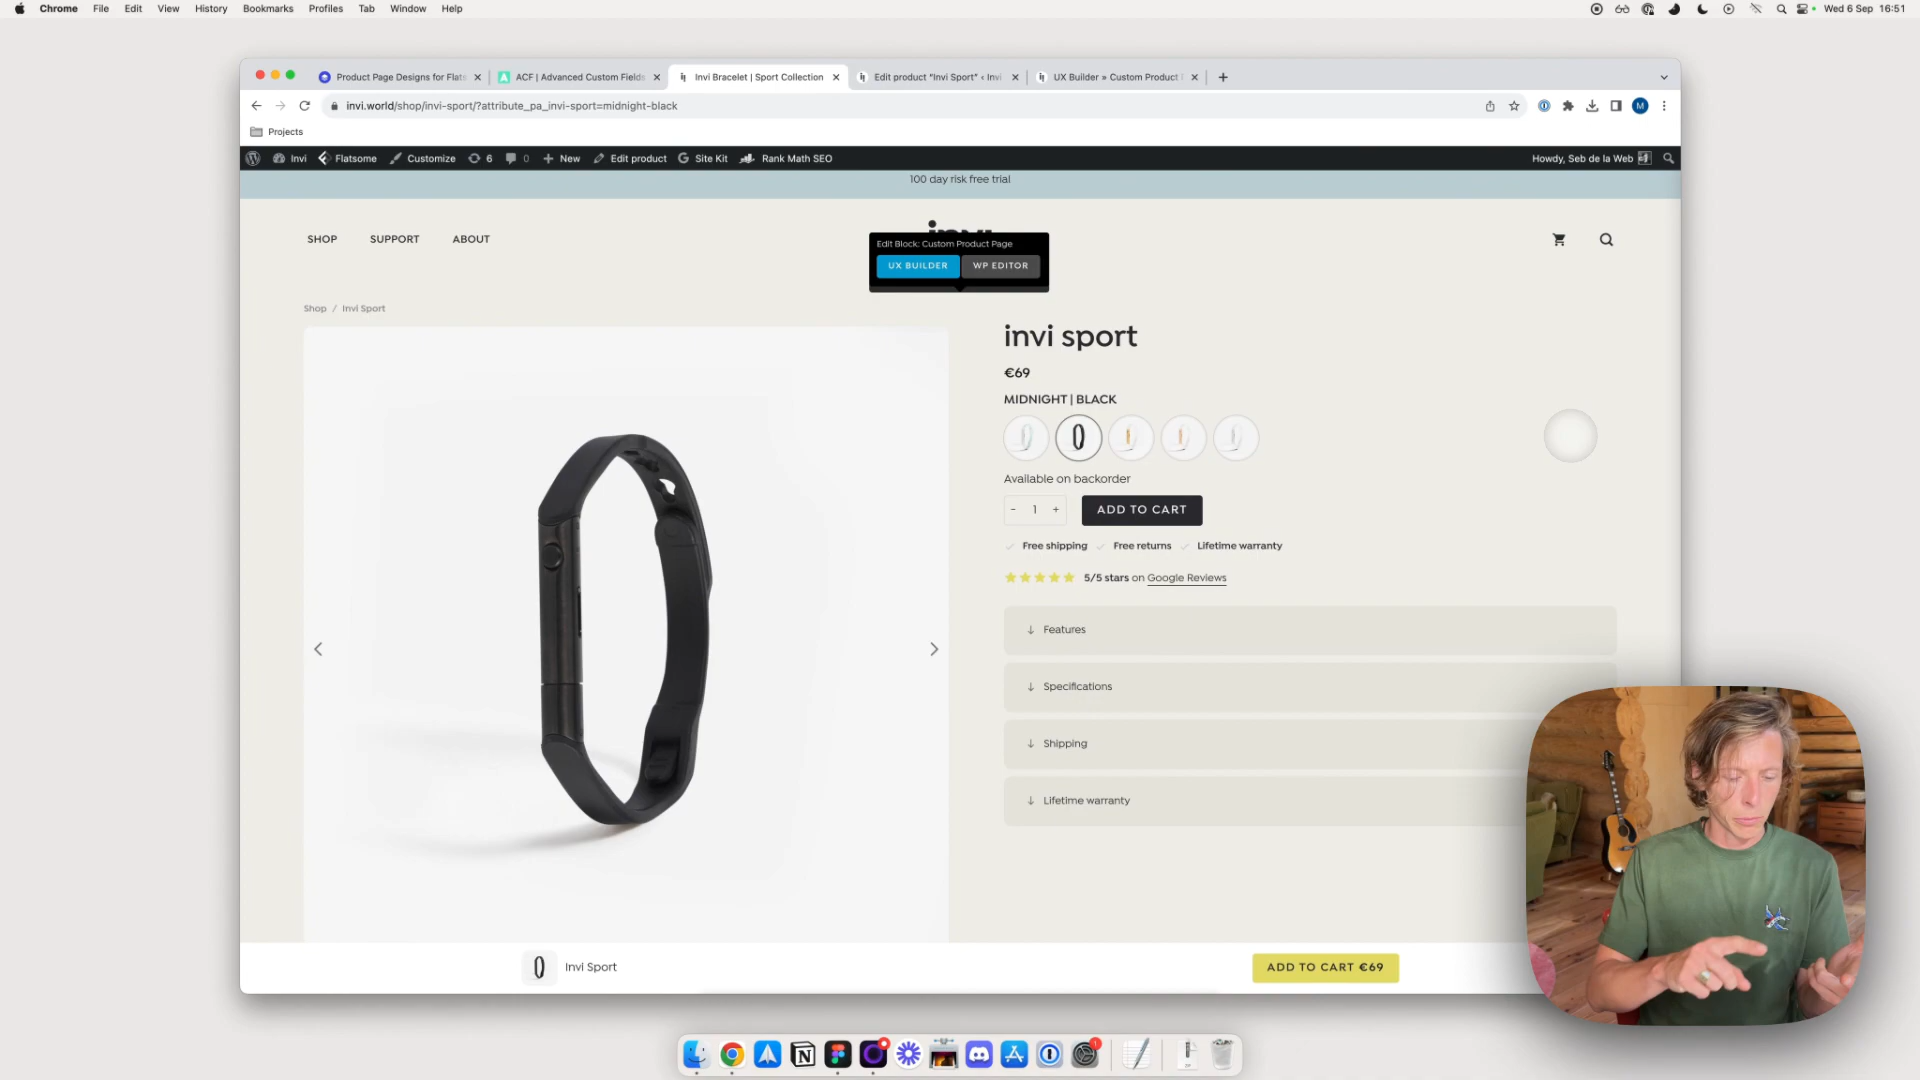 Chrome File Edit View History Bookmarks Profiles Tab Window Help
Wed 6 Sep 16:51
Product Page Designs for Flats
ACF | Advanced Custom Fields
Invi Bracelet | Sport Collection
Edit product “Invi Sport” ‹ Invi
UX Builder » Custom Product
invi.world/shop/invi-sport/?attribute_pa_invi-sport=midnight-black
M
Projects
Invi Flatsome Customize 6 0 New Edit product Site Kit Rank Math SEO
Howdy, Seb de la Web
100 day risk free trial
SHOP SUPPORT ABOUT
invi
Edit Block: Custom Product Page
UX BUILDER WP EDITOR
Shop / Invi Sport
invi sport
€69
MIDNIGHT | BLACK
Available on backorder
- 1 + ADD TO CART
Free shipping Free returns Lifetime warranty
5/5 stars on Google Reviews
Features
Specifications
Shipping
Lifetime warranty
Invi Sport
ADD TO CART €69